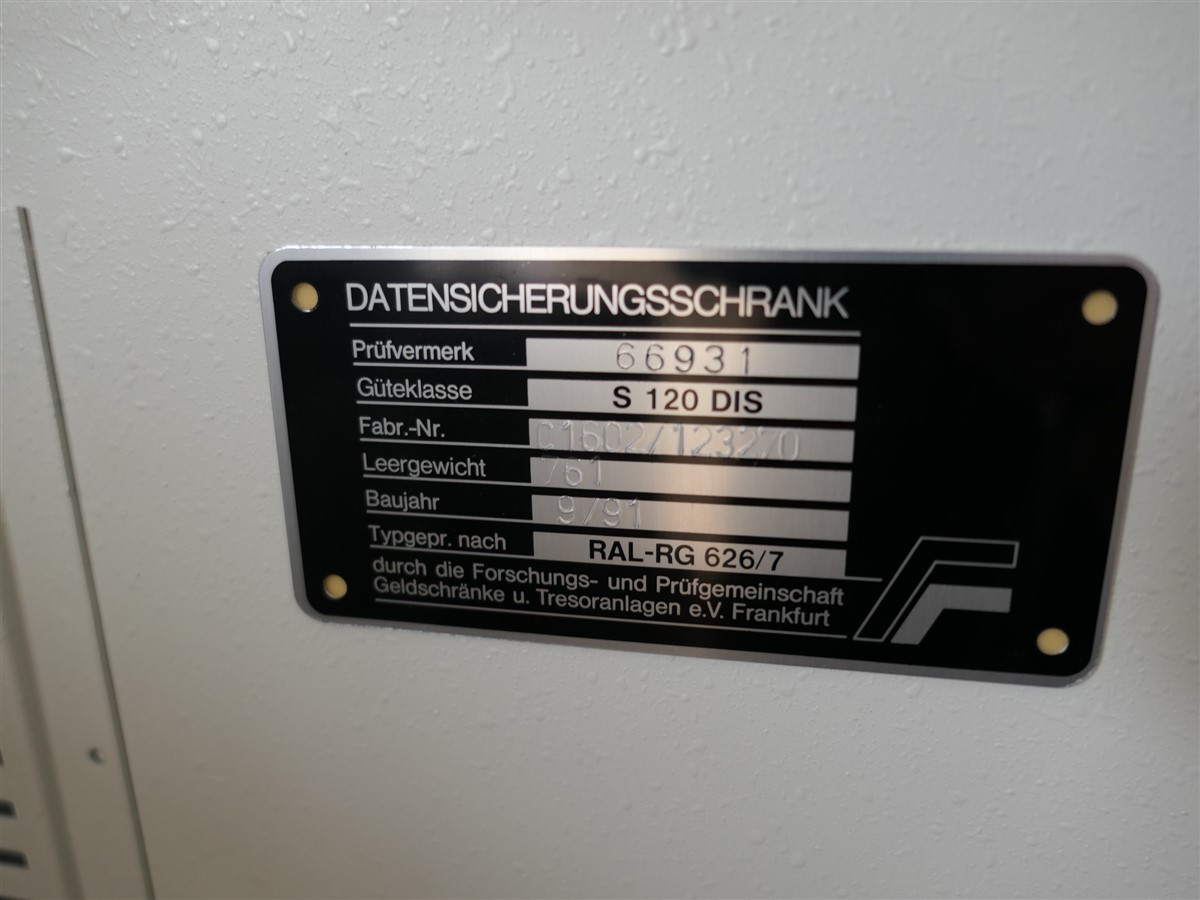 DATENSICHERUNGSSCHRANK
Prüfvermerk 66931
Güteklasse S 120 DIS
Fabr.-Nr. C1602/123270
Leergewicht 761
Baujahr 9/91
Typgepr. nach RAL-RG 626/7
durch die Forschungs- und Prüfgemeinschaft
Geldschränke u. Tresoranlagen e.V. Frankfurt